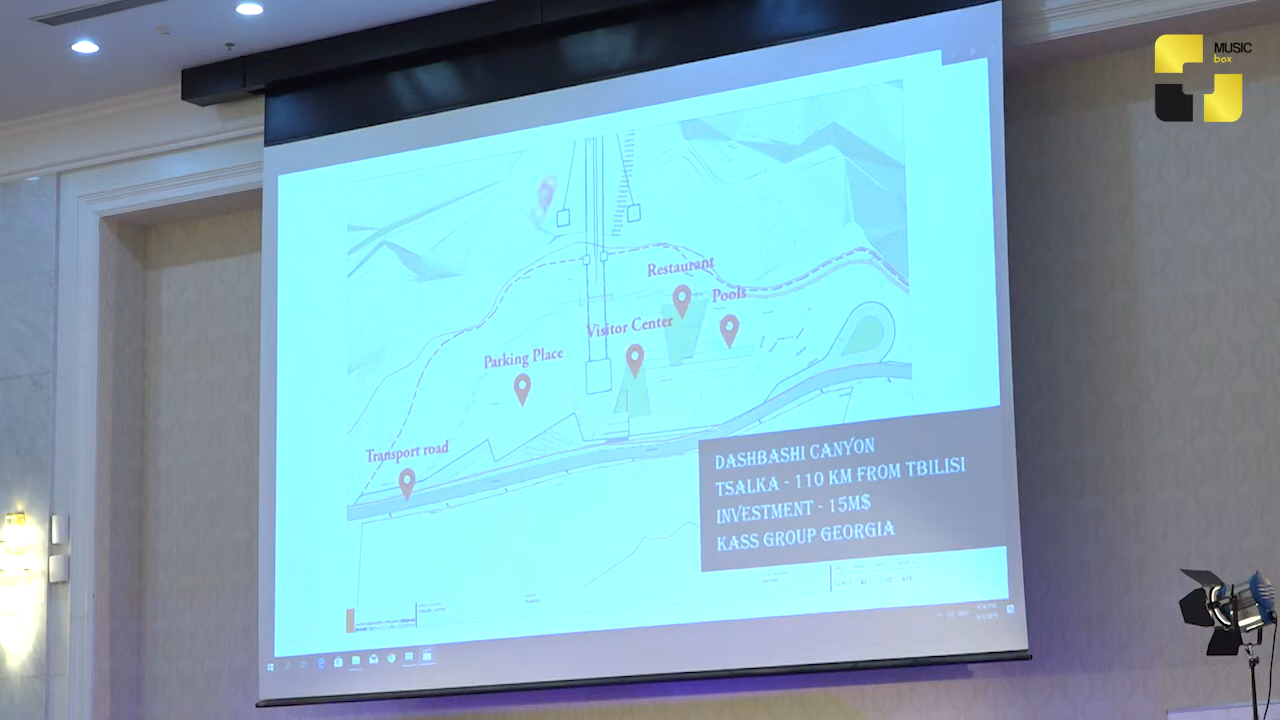 MUSIC
box
Restaurant
Pools
Visitor Center
Parking Place
Transport road
DASHBASHI CANYON
TSALKA - 110 KM FROM TBILISI
INVESTMENT - 15M$
KASS GROUP GEORGIA